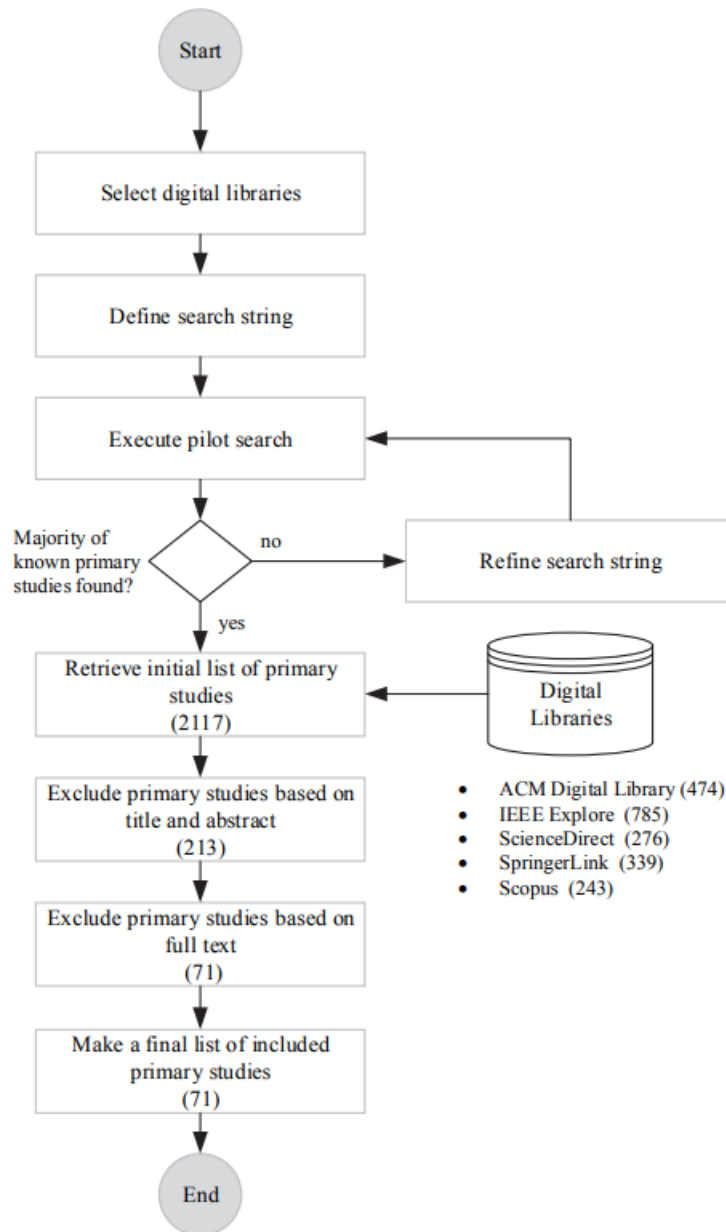 Start
Select digital libraries
Define search string
Execute pilot search
Majority of
known primary
studies found?
no
Refine search string
yes
Retrieve initial list of primary
studies
(2117)
Digital
Libraries
Exclude primary studies based on
title and abstract
(213)
• ACM Digital Library (474)
• IEEE Explore (785)
• ScienceDirect (276)
• SpringerLink (339)
• Scopus (243)
Exclude primary studies based on
full text
(71)
Make a final list of included
primary studies
(71)
End